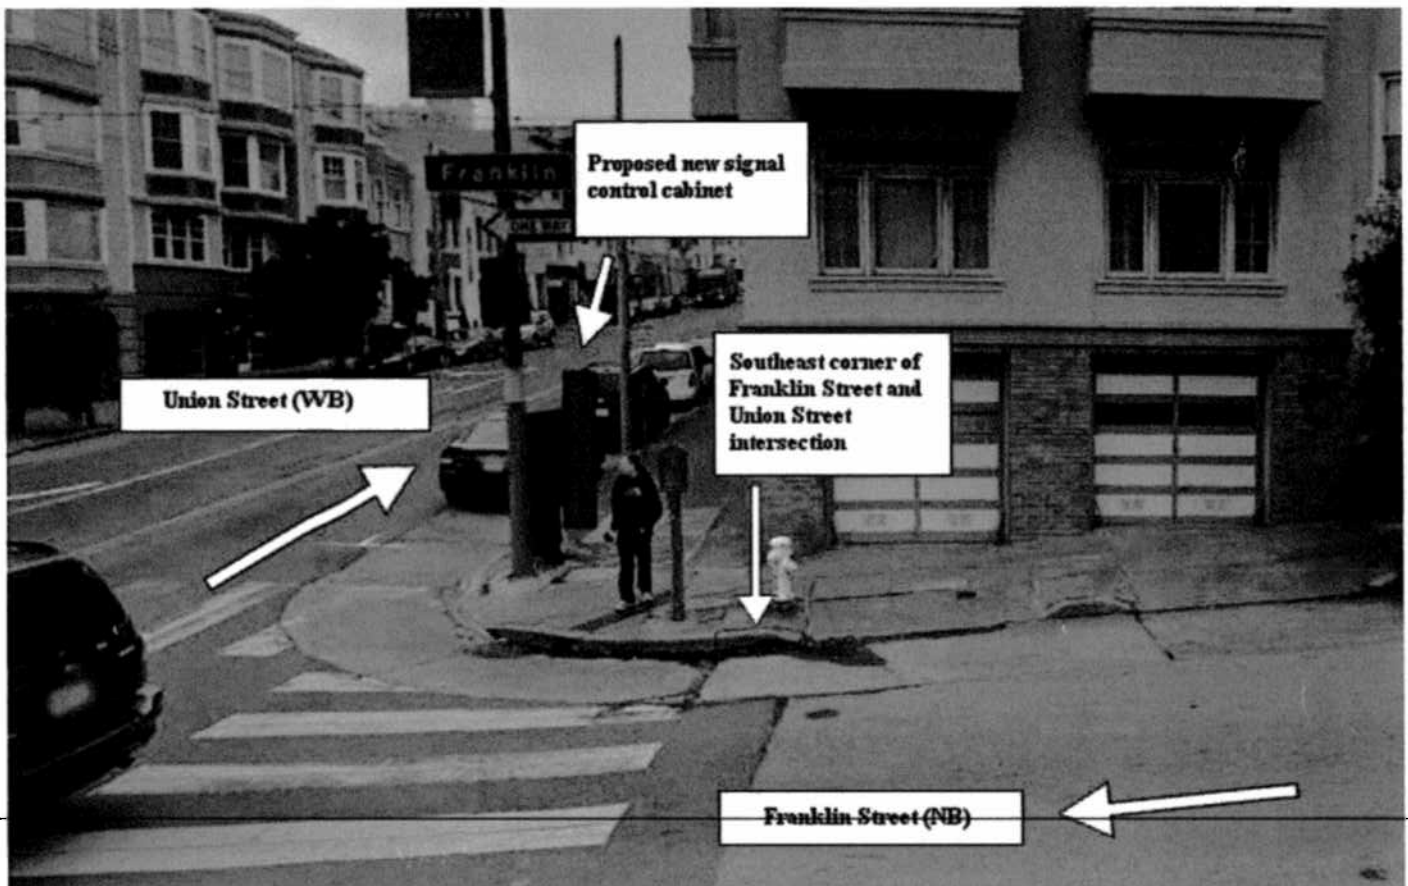 Franklin
ONE WAY
Proposed new signal
control cabinet
Union Street (WB)
Southeast corner of
Franklin Street and
Union Street
intersection
Franklin Street (NB)